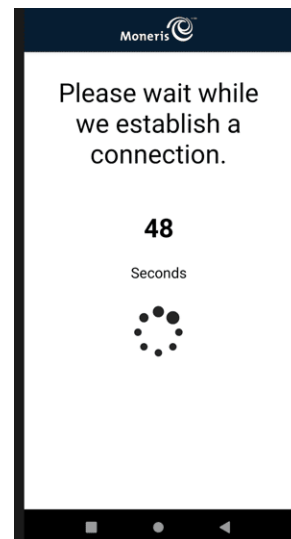 Moneris
Please wait while
we establish a
connection.
48
Seconds